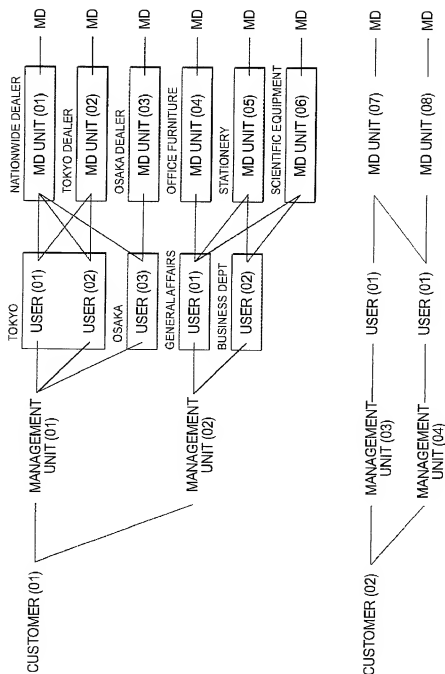 CUSTOMER (01)
MANAGEMENT
UNIT (01)
TOKYO
USER (01)
USER (02)
OSAKA
USER (03)
NATIONWIDE DEALER
MD UNIT (01)
MD
TOKYO DEALER
MD UNIT (02)
MD
OSAKA DEALER
MD UNIT (03)
MD
MANAGEMENT
UNIT (02)
GENERAL AFFAIRS
USER (01)
BUSINESS DEPT
USER (02)
OFFICE FURNITURE
MD UNIT (04)
MD
STATIONERY
MD UNIT (05)
MD
SCIENTIFIC EQUIPMENT
MD UNIT (06)
MD
CUSTOMER (02)
MANAGEMENT
UNIT (03)
USER (01)
MD UNIT (07)
MD
MANAGEMENT
UNIT (04)
USER (01)
MD UNIT (08)
MD